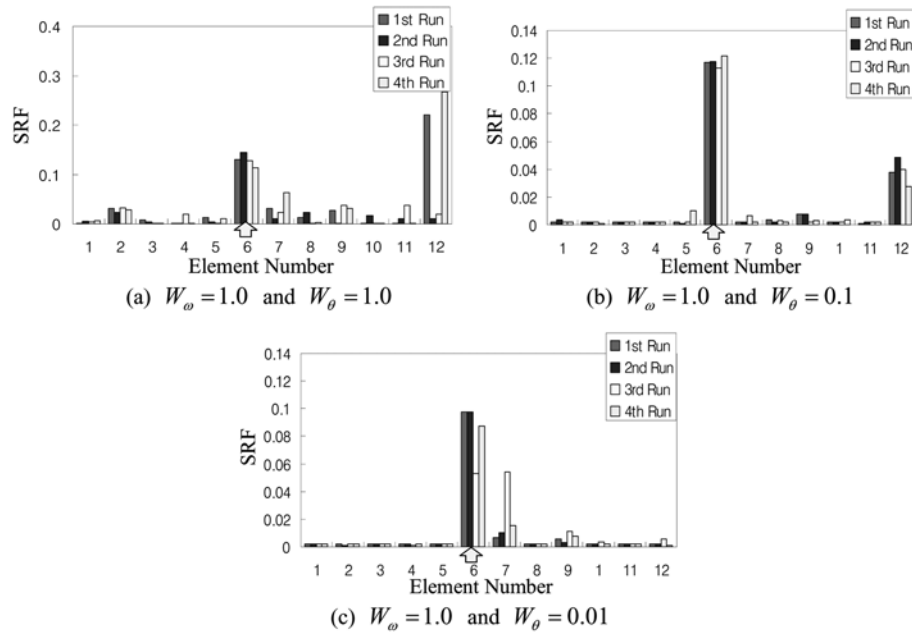 0.4
0.3
0.2
0.1
0
SRF
1st Run
2nd Run
3rd Run
4th Run
1 2 3 4 5 6 7 8 9 10 11 12
Element Number
(a) W_ω = 1.0 and W_θ = 1.0
0.14
0.12
0.1
0.08
0.06
0.04
0.02
0
SRF
1st Run
2nd Run
3rd Run
4th Run
1 2 3 4 5 6 7 8 9 1 11 12
Element Number
(b) W_ω = 1.0 and W_θ = 0.1
0.14
0.12
0.1
0.08
0.06
0.04
0.02
0
SRF
1st Run
2nd Run
3rd Run
4th Run
1 2 3 4 5 6 7 8 9 1 11 12
Element Number
(c) W_ω = 1.0 and W_θ = 0.01